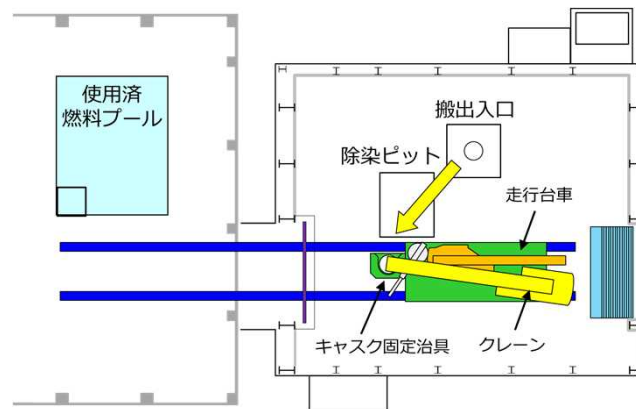 使用済
燃料プール
搬出入口
除染ピット
走行台車
キャスク固定治具
クレーン